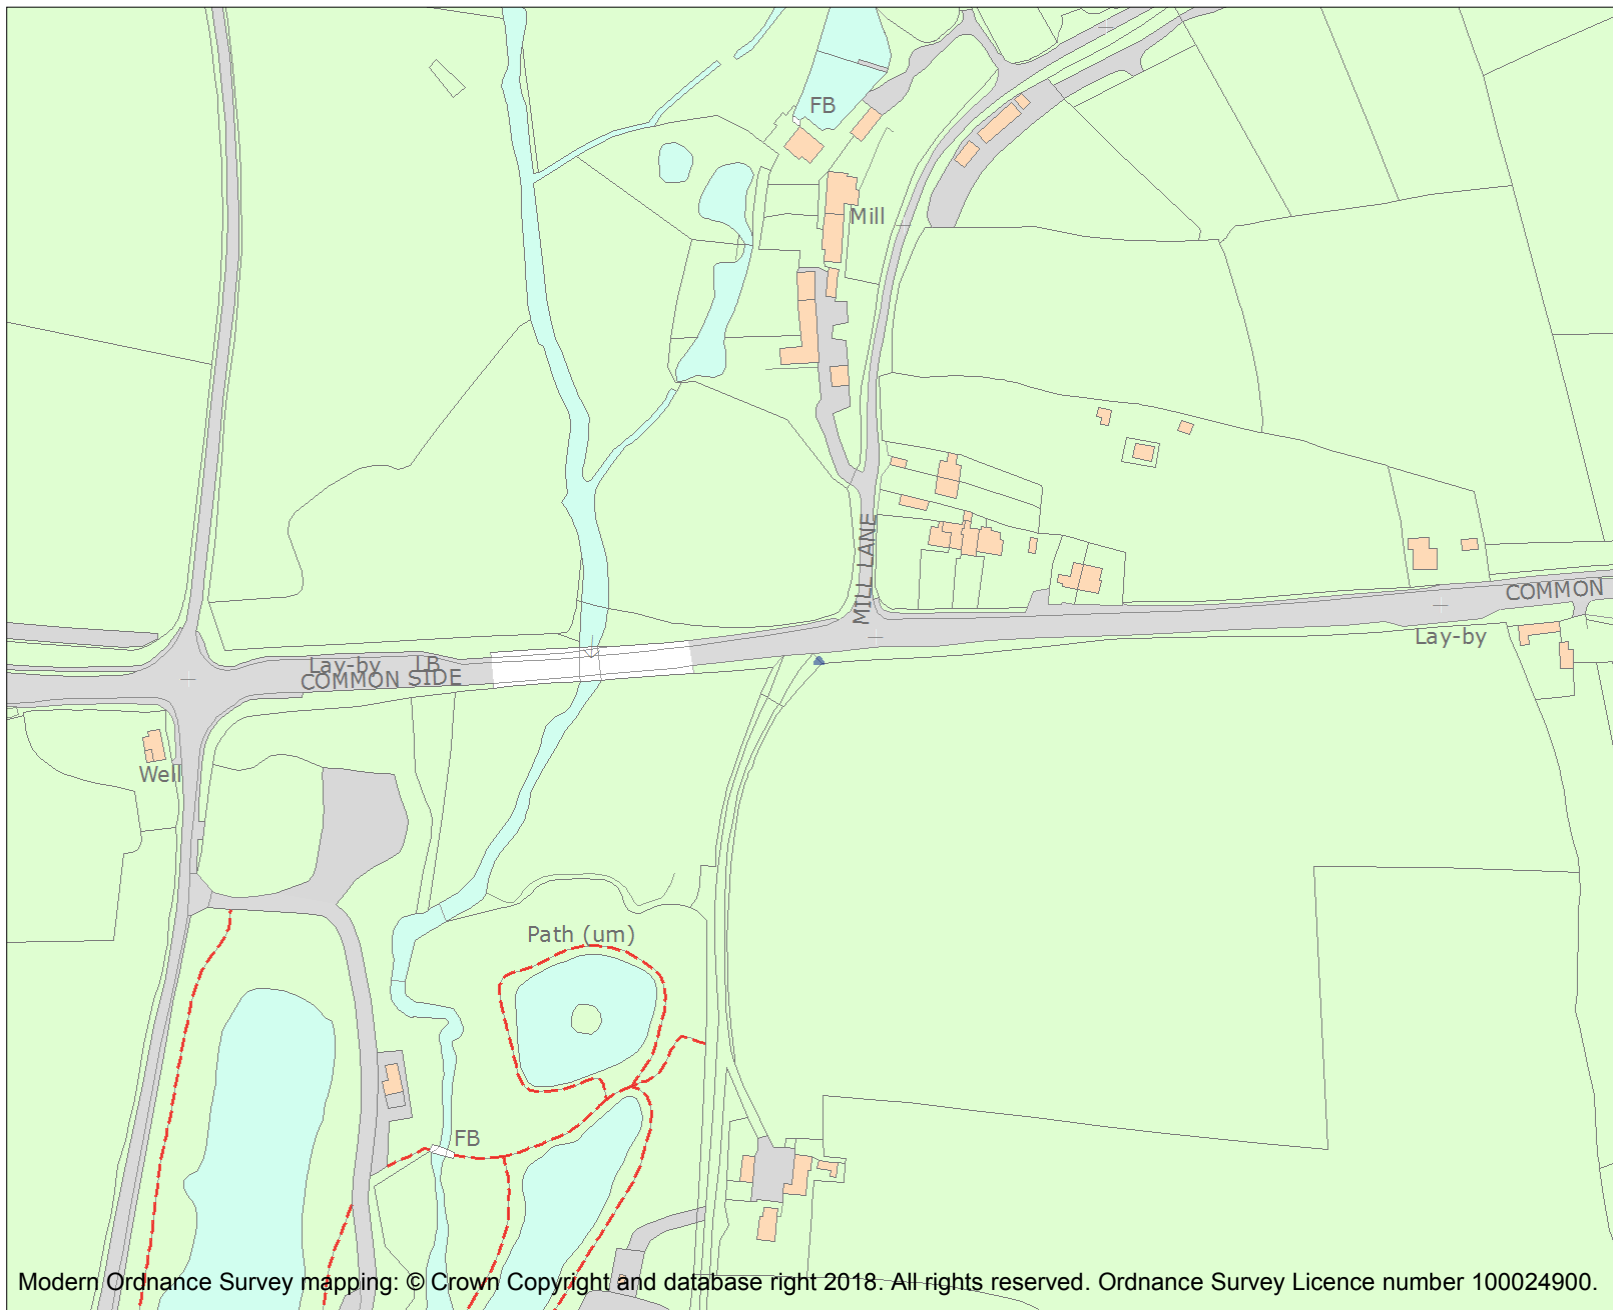 FB
Mill
MILL LANE
COMMON
Lay-by
Lay-by
LB
COMMON SIDE
Well
Path (um)
FB
Modern Ordnance Survey mapping: © Crown Copyright and database right 2018. All rights reserved. Ordnance Survey Licence number 100024900.